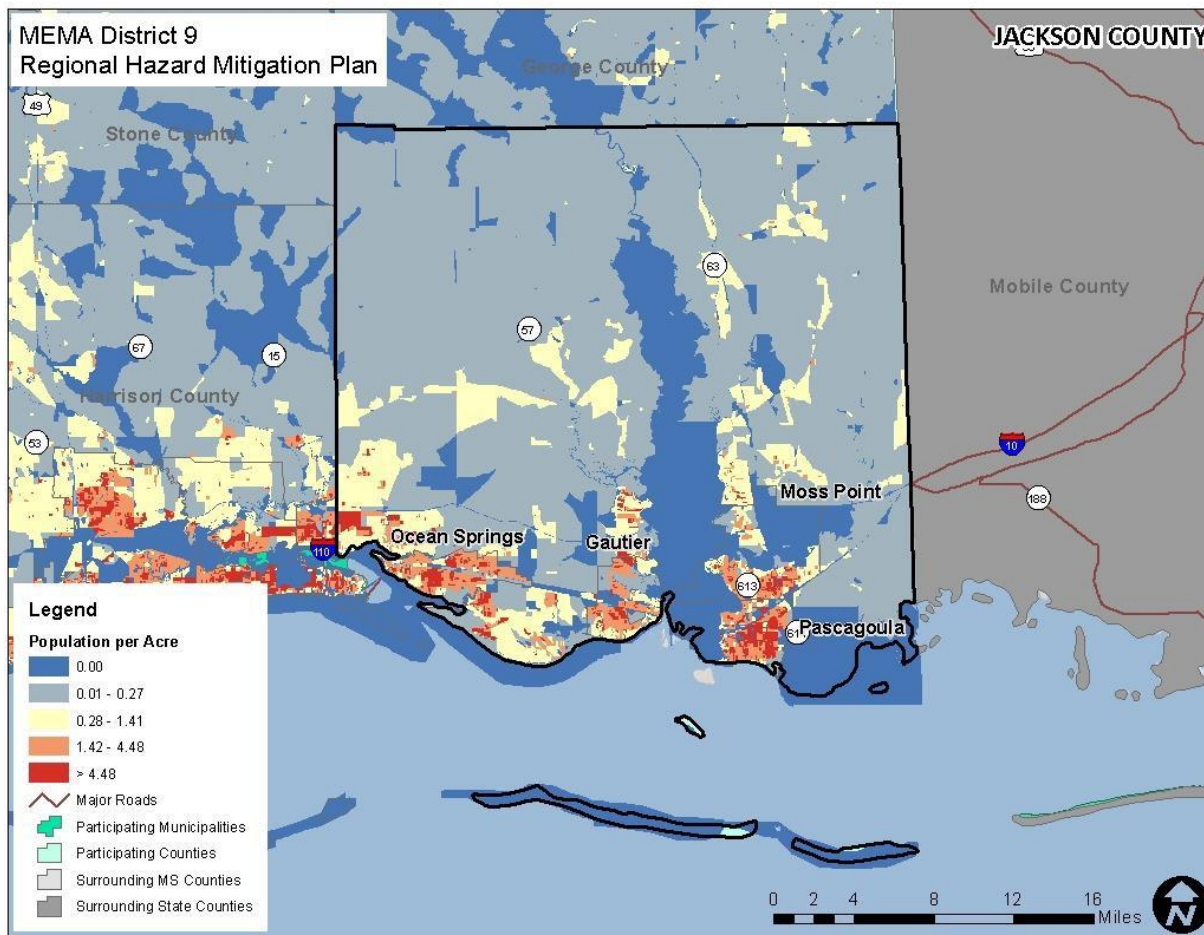 MEMA District 9
Regional Hazard Mitigation Plan
JACKSON COUNTY
George County
49
Stone County
63
Mobile County
57
67
15
Harrison County
53
10
Moss Point
188
Ocean Springs
Gautier
110
613
61
Pascagoula
Legend
Population per Acre
0.00
0.01 - 0.27
0.28 - 1.41
1.42 - 4.48
> 4.48
Major Roads
Participating Municipalities
Participating Counties
Surrounding MS Counties
Surrounding State Counties
0 2 4 8 12 16
Miles
N